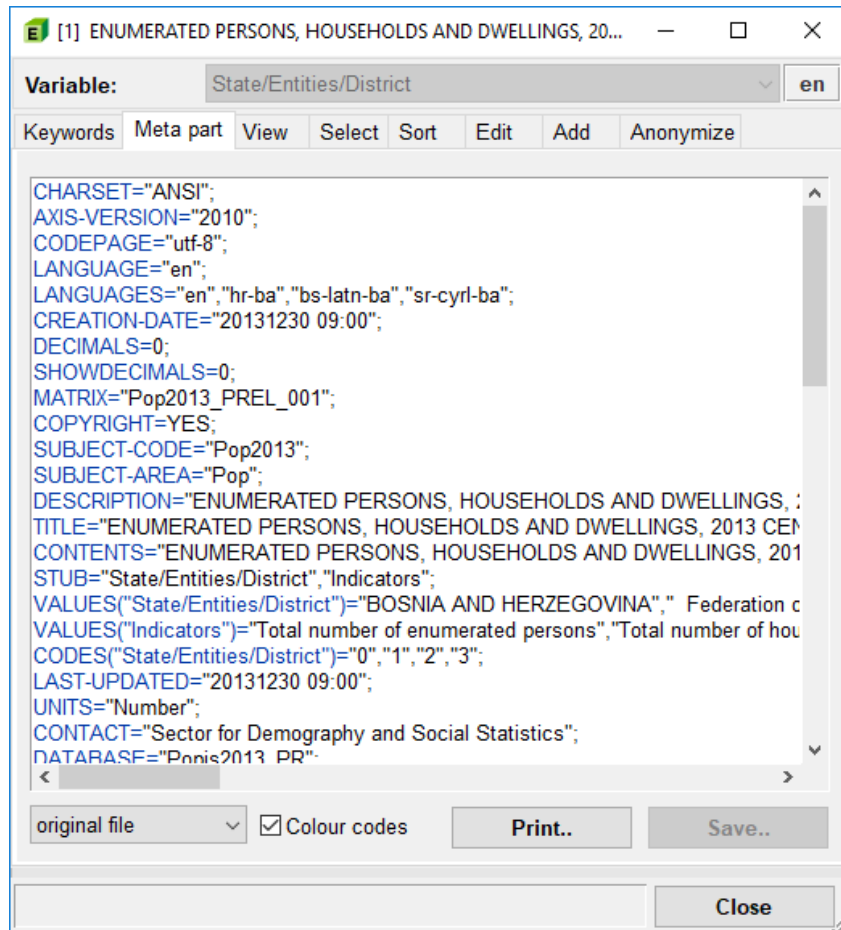 [1] ENUMERATED PERSONS, HOUSEHOLDS AND DWELLINGS, 20...
Variable: State/Entities/District en
Keywords Meta part View Select Sort Edit Add Anonymize
CHARSET="ANSI";
AXIS-VERSION="2010";
CODEPAGE="utf-8";
LANGUAGE="en";
LANGUAGES="en","hr-ba","bs-latn-ba","sr-cyrl-ba";
CREATION-DATE="20131230 09:00";
DECIMALS=0;
SHOWDECIMALS=0;
MATRIX="Pop2013_PREL_001";
COPYRIGHT=YES;
SUBJECT-CODE="Pop2013";
SUBJECT-AREA="Pop";
DESCRIPTION="ENUMERATED PERSONS, HOUSEHOLDS AND DWELLINGS,
TITLE="ENUMERATED PERSONS, HOUSEHOLDS AND DWELLINGS, 2013 CEN
CONTENTS="ENUMERATED PERSONS, HOUSEHOLDS AND DWELLINGS, 201
STUB="State/Entities/District","Indicators";
VALUES("State/Entities/District")="BOSNIA AND HERZEGOVINA","  Federation o
VALUES("Indicators")="Total number of enumerated persons","Total number of hou
CODES("State/Entities/District")="0","1","2","3";
LAST-UPDATED="20131230 09:00";
UNITS="Number";
CONTACT="Sector for Demography and Social Statistics";
DATABASE="Popis2013_PR";
original file Colour codes Print.. Save..
Close